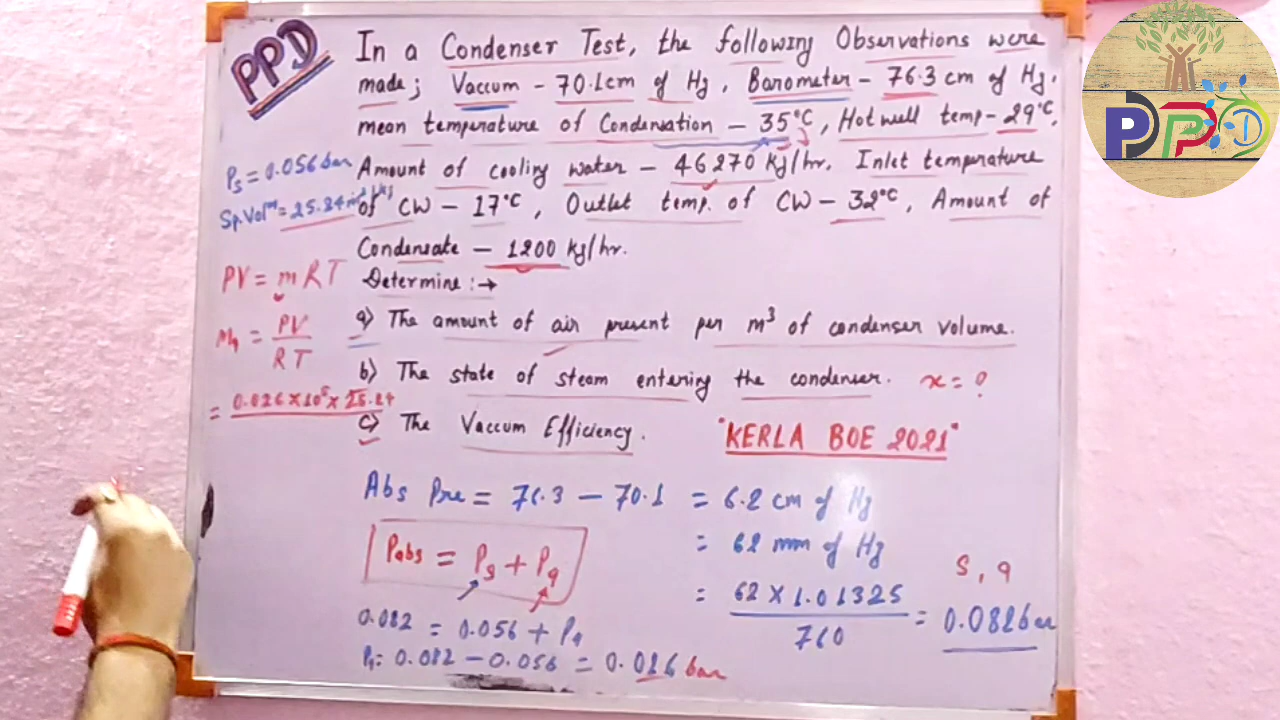 PPD
In a Condenser Test, the following Observations were
made; Vaccum - 70.1cm of Hg, Barometer - 76.3 cm of Hg.
mean temperature of Condensation - 35°C, Hotwell temp - 29°C.
Amount of cooling water - 46270 Kg/hr. Inlet temperature
of CW - 17°C, Outlet temp. of CW - 32°C, Amount of
Condensate - 1200 kg/hr.
Determine :→
a) The amount of air present per m³ of condenser volume.
b) The state of steam entering the condenser. x = ?
c) The Vaccum Efficiency.
"KERLA BOE 2021"
Ps = 0.056 bar
Sp. Volm = 25.24 m³/kg
PV = mRT
= PV
RT
= 0.026 × 10⁵ × 25.24
Abs Pre = 76.3 - 70.1 = 6.2 cm of Hg
= 62 mm of Hg
= 62 × 1.01325
760
= 0.082 bar
S, a
Pabs = Ps + Pa
0.082 = 0.056 + Pa
Pa = 0.082 - 0.056 = 0.026 bar
PPD